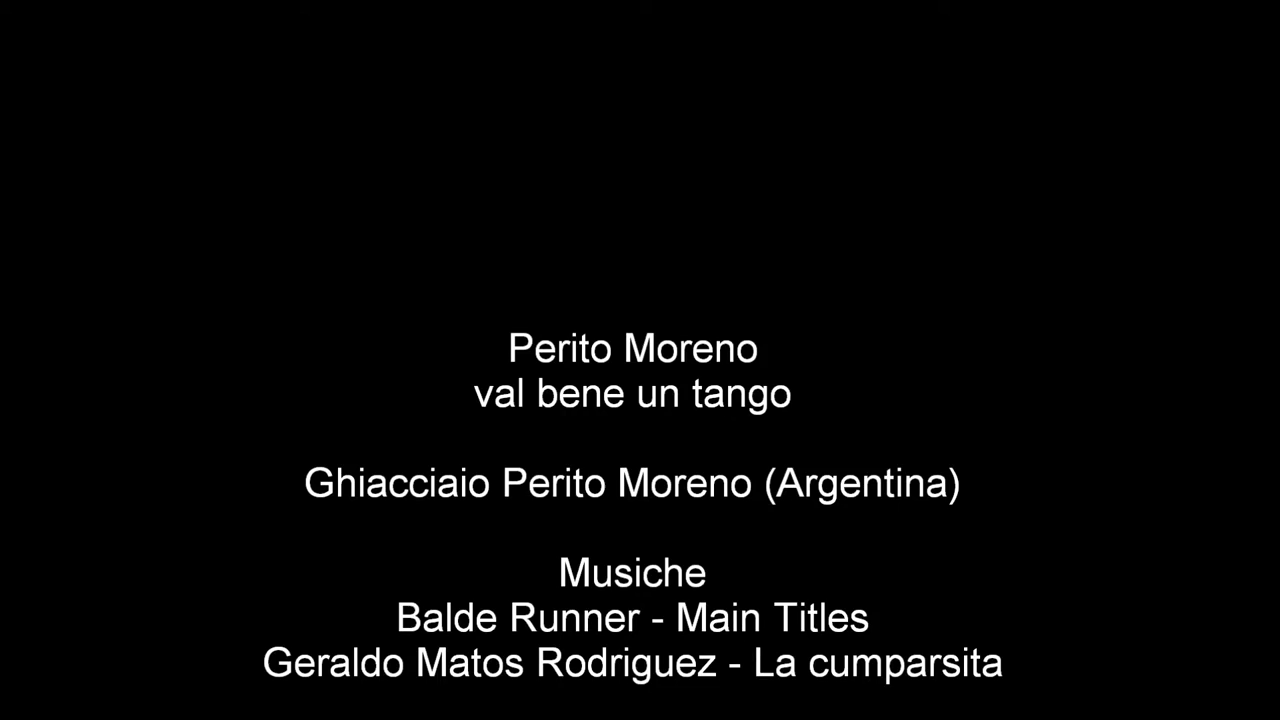 Perito Moreno
val bene un tango
Ghiacciaio Perito Moreno (Argentina)
Musiche
Balde Runner - Main Titles
Geraldo Matos Rodriguez - La cumparsita